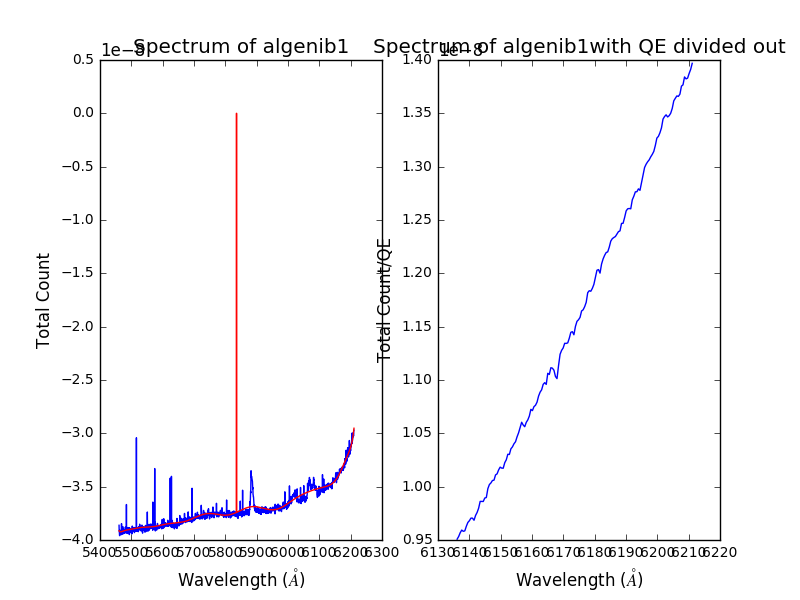 Spectrum of algenib1
1e−8
0.5
0.0
−0.5
−1.0
−1.5
−2.0
−2.5
−3.0
−3.5
−4.0
Total Count
5400 5500 5600 5700 5800 5900 6000 6100 6200 6300
Wavelength (Å)
Spectrum of algenib1with QE divided out
1e−8
1.40
1.35
1.30
1.25
1.20
1.15
1.10
1.05
1.00
0.95
Total Count/QE
6130 6140 6150 6160 6170 6180 6190 6200 6210 6220
Wavelength (Å)